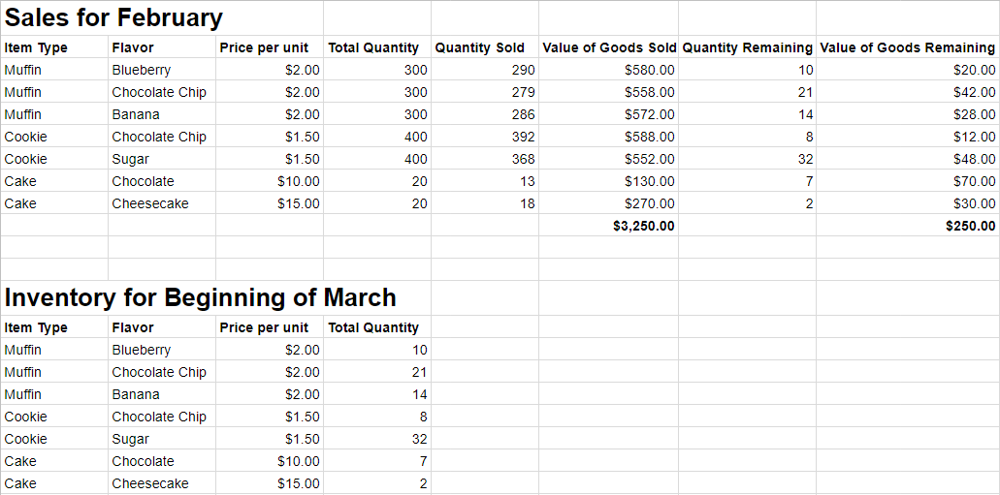 Sales for February
Item Type Flavor Price per unit Total Quantity Quantity Sold Value of Goods Sold Quantity Remaining Value of Goods Remaining
Muffin Blueberry $2.00 300 290 $580.00 10 $20.00
Muffin Chocolate Chip $2.00 300 279 $558.00 21 $42.00
Muffin Banana $2.00 300 286 $572.00 14 $28.00
Cookie Chocolate Chip $1.50 400 392 $588.00 8 $12.00
Cookie Sugar $1.50 400 368 $552.00 32 $48.00
Cake Chocolate $10.00 20 13 $130.00 7 $70.00
Cake Cheesecake $15.00 20 18 $270.00 2 $30.00
$3,250.00 $250.00
Inventory for Beginning of March
Item Type Flavor Price per unit Total Quantity
Muffin Blueberry $2.00 10
Muffin Chocolate Chip $2.00 21
Muffin Banana $2.00 14
Cookie Chocolate Chip $1.50 8
Cookie Sugar $1.50 32
Cake Chocolate $10.00 7
Cake Cheesecake $15.00 2